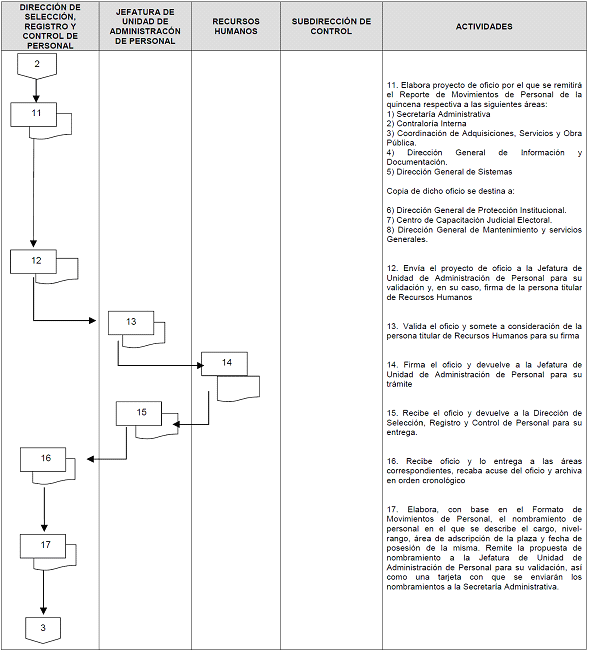 DIRECCIÓN DE
SELECCIÓN,
REGISTRO Y
CONTROL DE
PERSONAL
JEFATURA DE
UNIDAD DE
ADMINISTRACÓN
DE PERSONAL
RECURSOS
HUMANOS
SUBDIRECCIÓN DE
CONTROL
ACTIVIDADES
2
11
12
13
14
15
16
17
3
11. Elabora proyecto de oficio por el que se remitirá
el Reporte de Movimientos de Personal de la
quincena respectiva a las siguientes áreas:
1) Secretaría Administrativa
2) Contraloría Interna
3) Coordinación de Adquisiciones, Servicios y Obra
Pública.
4) Dirección General de Información y
Documentación.
5) Dirección General de Sistemas
Copia de dicho oficio se destina a:
6) Dirección General de Protección Institucional.
7) Centro de Capacitación Judicial Electoral.
8) Dirección General de Mantenimiento y servicios
Generales.
12. Envía el proyecto de oficio a la Jefatura de
Unidad de Administración de Personal para su
validación y, en su caso, firma de la persona titular
de Recursos Humanos
13. Valida el oficio y somete a consideración de la
persona titular de Recursos Humanos para su firma
14. Firma el oficio y devuelve a la Jefatura de
Unidad de Administración de Personal para su
trámite
15. Recibe el oficio y devuelve a la Dirección de
Selección, Registro y Control de Personal para su
entrega.
16. Recibe oficio y lo entrega a las áreas
correspondientes, recaba acuse del oficio y archiva
en orden cronológico
17. Elabora, con base en el Formato de
Movimientos de Personal, el nombramiento de
personal en el que se describe el cargo, nivel-
rango, área de adscripción de la plaza y fecha de
posesión de la misma. Remite la propuesta de
nombramiento a la Jefatura de Unidad de
Administración de Personal para su validación, así
como una tarjeta con que se enviarán los
nombramientos a la Secretaría Administrativa.